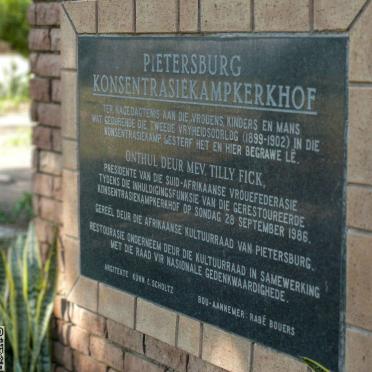 PIETERSBURG
KONSENTRASIEKAMPKERKHOF
TER NAGEDAGTENIS AAN DIE VROUENS, KINDERS EN MANS
WAT GEDURENDE DIE TWEEDE VRYHEIDSOORLOG (1899-1902) IN DIE
KONSENTRASIEKAMP GESTERF HET EN HIER BEGRAWE LÊ.
ONTHUL DEUR MEV. TILLY FICK,
PRESIDENTE VAN DIE SUID-AFRIKAANSE VROUEFEDERASIE
TYDENS DIE INHULDIGINGSFUNKSIE VAN DIE GERESTOUREERDE
KONSENTRASIEKAMPKERKHOF OP SONDAG 28 SEPTEMBER 1986.
GEREËL DEUR DIE AFRIKAANSE KULTUURRAAD VAN PIETERSBURG.
RESTOURASIE ONDERNEEM DEUR DIE KULTUURRAAD IN SAMEWERKING
MET DIE RAAD VIR NASIONALE GEDENKWAARDIGHEDE.
ARGITEKTE KÜHN & SCHOLTZ
BOU-AANNEMER: RABÉ BOUERS